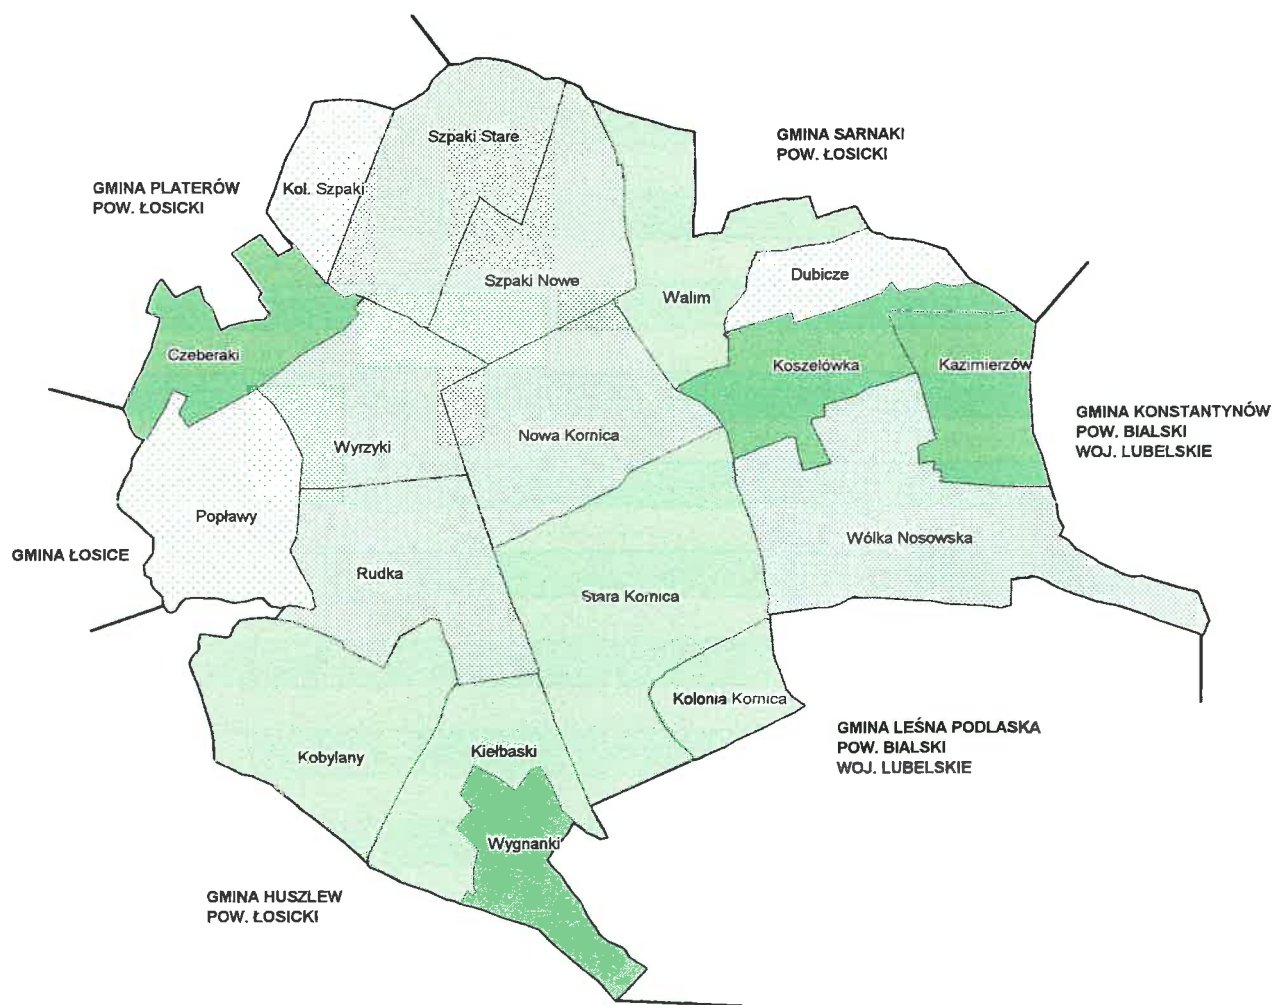 Szpaki Stare
GMINA SARNAKI
POW. ŁOSICKI
GMINA PLATERÓW
POW. ŁOSICKI
Kol. Szpaki
Szpaki Nowe
Walim
Dubicze
Czeberaki
Koszelówka
Kazimierzów
GMINA KONSTANTYNÓW
POW. BIALSKI
WOJ. LUBELSKIE
Wyrzyki
Nowa Kornica
Popławy
Wólka Nosowska
GMINA ŁOSICE
Rudka
Stara Kornica
Kolonia Kornica
GMINA LEŚNA PODLASKA
POW. BIALSKI
WOJ. LUBELSKIE
Kobylany
Kiełbaski
Wygnanki
GMINA HUSZLEW
POW. ŁOSICKI